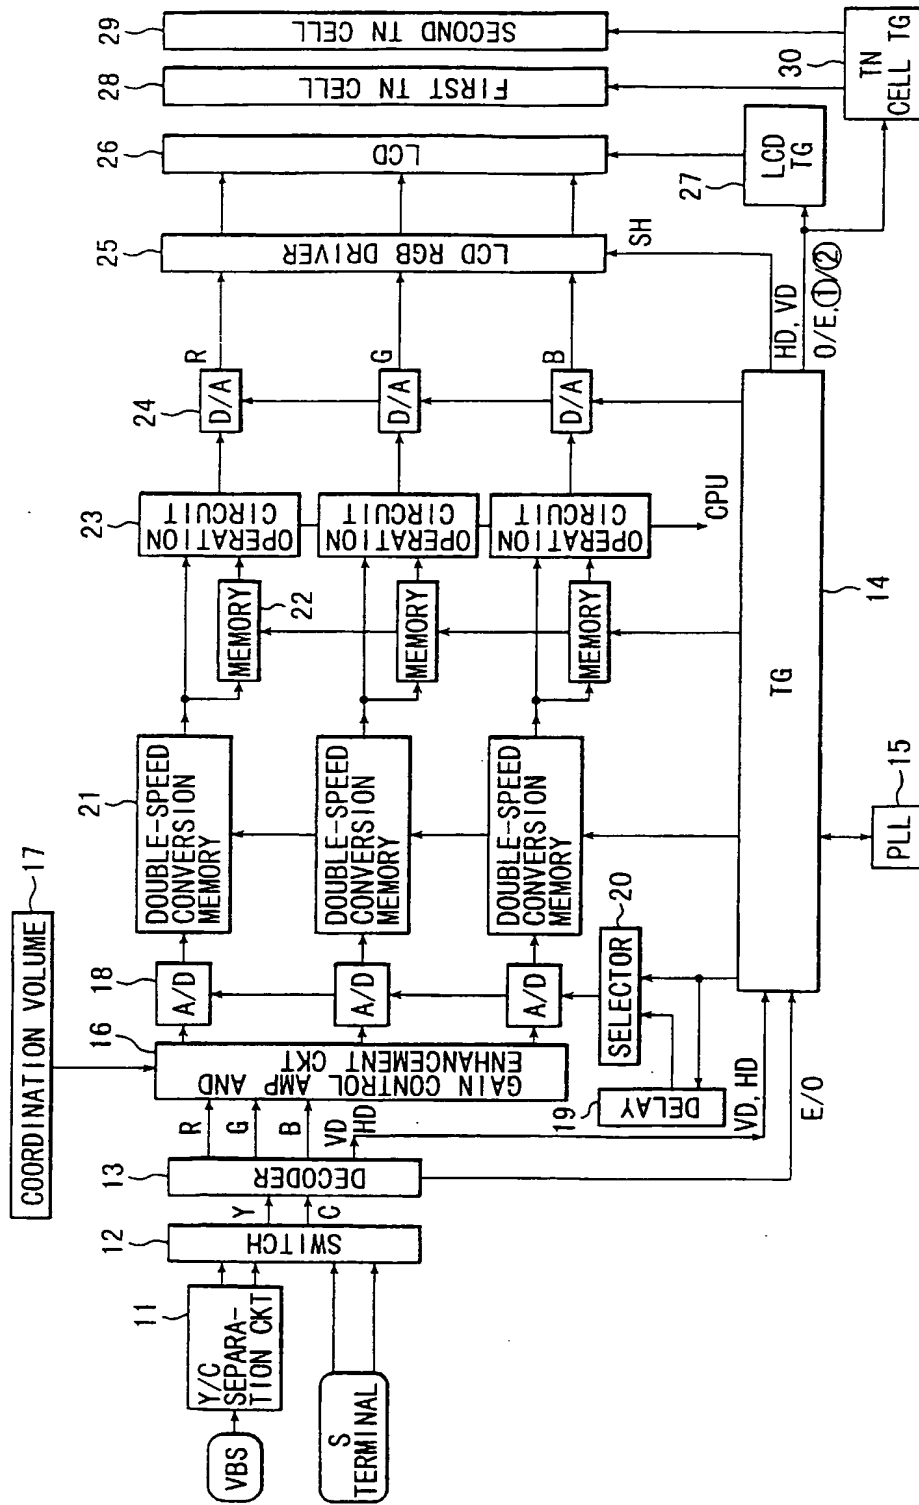 VBS
S
TERMINAL
11
Y/C
SEPARA-
TION CKT
12
SWITCH
Y
C
13
DECODER
R
G
B
VD
HD
COORDINATION VOLUME
17
16
GAIN CONTROL AMP AND
ENHANCEMENT CKT
18
A/D
A/D
A/D
19
DELAY
20
SELECTOR
VD, HD
E/O
21
DOUBLE-SPEED
CONVERSION
MEMORY
DOUBLE-SPEED
CONVERSION
MEMORY
DOUBLE-SPEED
CONVERSION
MEMORY
PLL
15
TG
14
MEMORY
22
MEMORY
MEMORY
23
OPERATION
CIRCUIT
OPERATION
CIRCUIT
OPERATION
CIRCUIT
CPU
24
D/A
D/A
D/A
R
G
B
HD, VD
O/E,①/②
25
LCD RGB DRIVER
SH
26
LCD
27
LCD
TG
28
FIRST TN CELL
29
SECOND TN CELL
30
TN
CELL TG